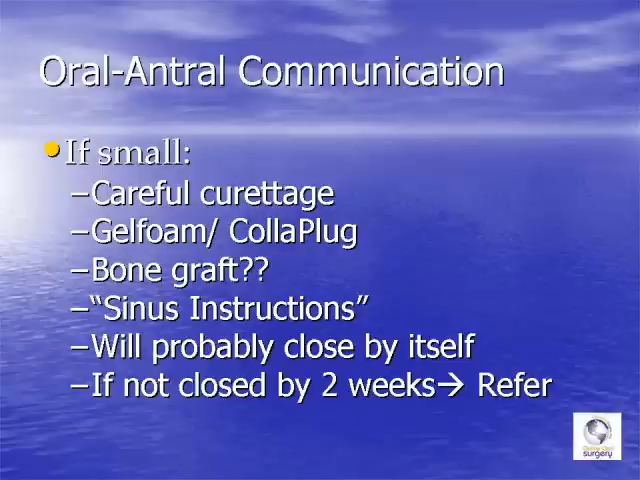 Oral-Antral Communication
•If small:
–Careful curettage
–Gelfoam/ CollaPlug
–Bone graft??
–“Sinus Instructions”
–Will probably close by itself
–If not closed by 2 weeks→ Refer
surgery